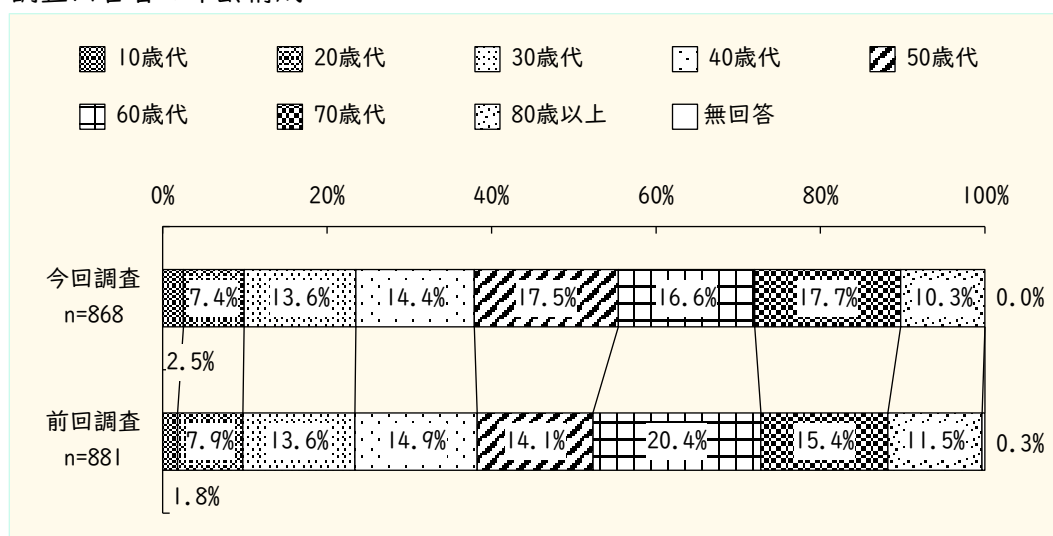 10歳代 20歳代 30歳代 40歳代 50歳代
60歳代 70歳代 80歳以上 無回答
0% 20% 40% 60% 80% 100%
今回調査
n=868
7.4% 13.6% 14.4% 17.5% 16.6% 17.7% 10.3% 0.0%
2.5%
前回調査
n=881
7.9% 13.6% 14.9% 14.1% 20.4% 15.4% 11.5% 0.3%
1.8%